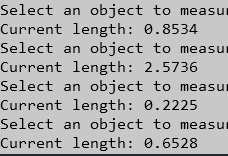 Select an object to measu
Current length: 0.8534
Select an object to measu
Current length: 2.5736
Select an object to measu
Current length: 0.2225
Select an object to measu
Current length: 0.6528